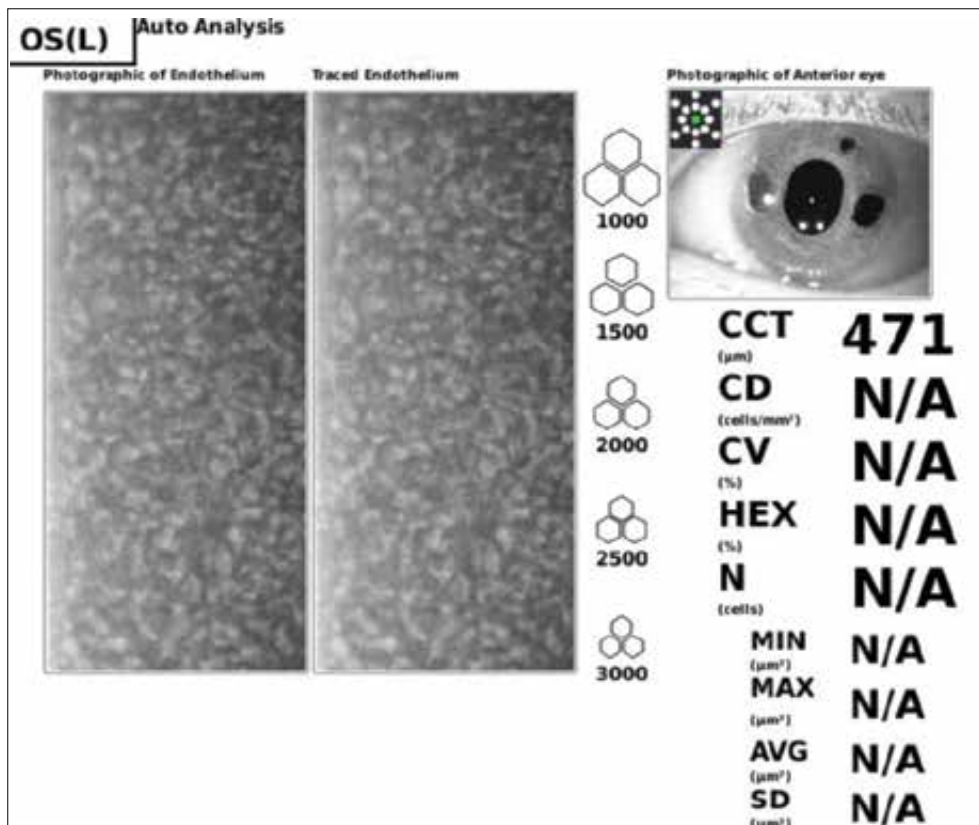 OS(L)
Auto Analysis
Photographic of Endothelium
Traced Endothelium
Photographic of Anterior eye
1000
1500
2000
2500
3000
CCT 471
(µm)
CD N/A
(cells/mm²)
CV N/A
(%)
HEX N/A
(%)
N N/A
(cells)
MIN N/A
(µm²)
MAX N/A
(µm²)
AVG N/A
(µm²)
SD N/A
(µm²)